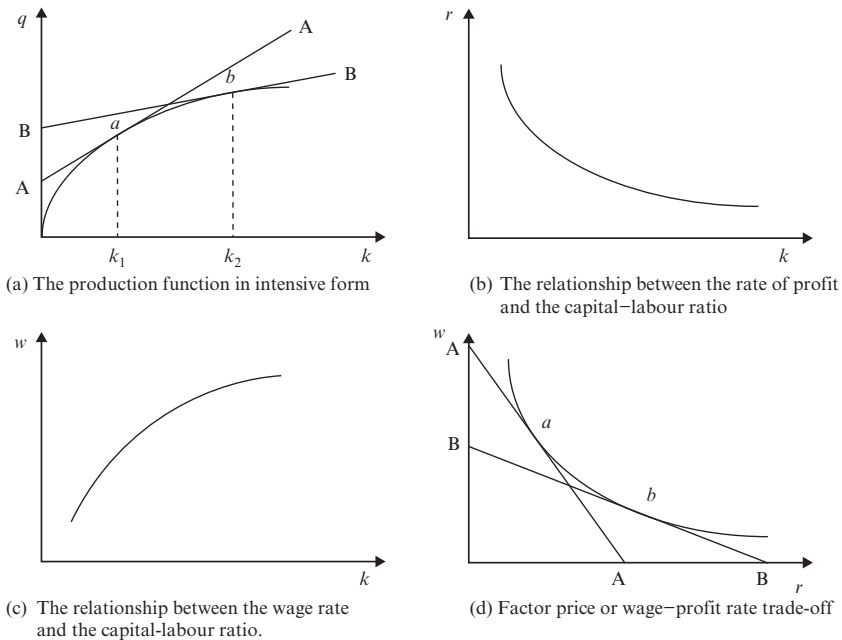 q
A
b
B
B
a
A
k1
k2
k
(a) The production function in intensive form
r
k
(b) The relationship between the rate of profit
and the capital–labour ratio
w
k
(c) The relationship between the wage rate
and the capital-labour ratio.
w
A
a
B
b
A
B
r
(d) Factor price or wage–profit rate trade-off